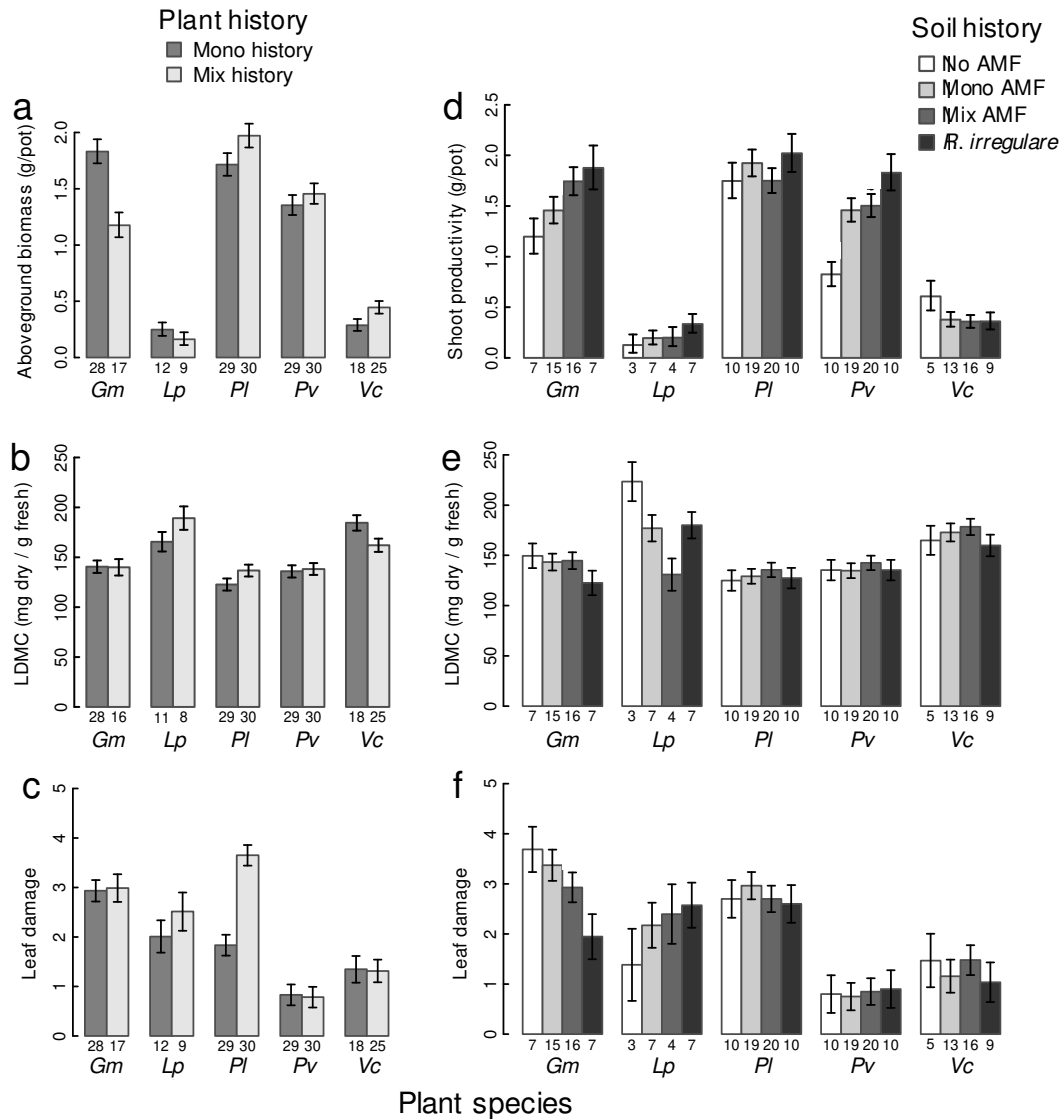 Plant history
Mono history
Mix history
Soil history
No AMF
Mono AMF
Mix AMF
R. irregulare
a
Aboveground biomass (g/pot)
2.0
1.5
1.0
0.5
0.0
28 17 12 9 29 30 29 30 18 25
Gm Lp Pl Pv Vc
d
Shoot productivity (g/pot)
2.5
2.0
1.5
1.0
0.5
0.0
7 15 16 7 3 7 4 7 10 19 20 10 10 19 20 10 5 13 16 9
Gm Lp Pl Pv Vc
b
LDMC (mg dry / g fresh)
250
200
150
100
50
0
28 16 11 8 29 30 29 30 18 25
Gm Lp Pl Pv Vc
e
LDMC (mg dry / g fresh)
250
200
150
100
50
0
7 15 16 7 3 7 4 7 10 19 20 10 10 19 20 10 5 13 16 9
Gm Lp Pl Pv Vc
c
Leaf damage
5
4
3
2
1
0
28 17 12 9 29 30 29 30 18 25
Gm Lp Pl Pv Vc
f
Leaf damage
5
4
3
2
1
0
7 15 16 7 3 7 4 7 10 19 20 10 10 19 20 10 5 13 16 9
Gm Lp Pl Pv Vc
Plant species